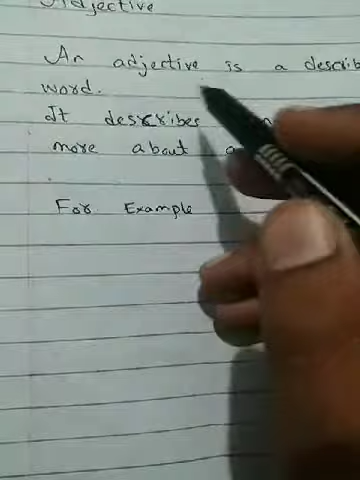 Adjective
An adjective is a describ
word.
It describes
more about
For Example